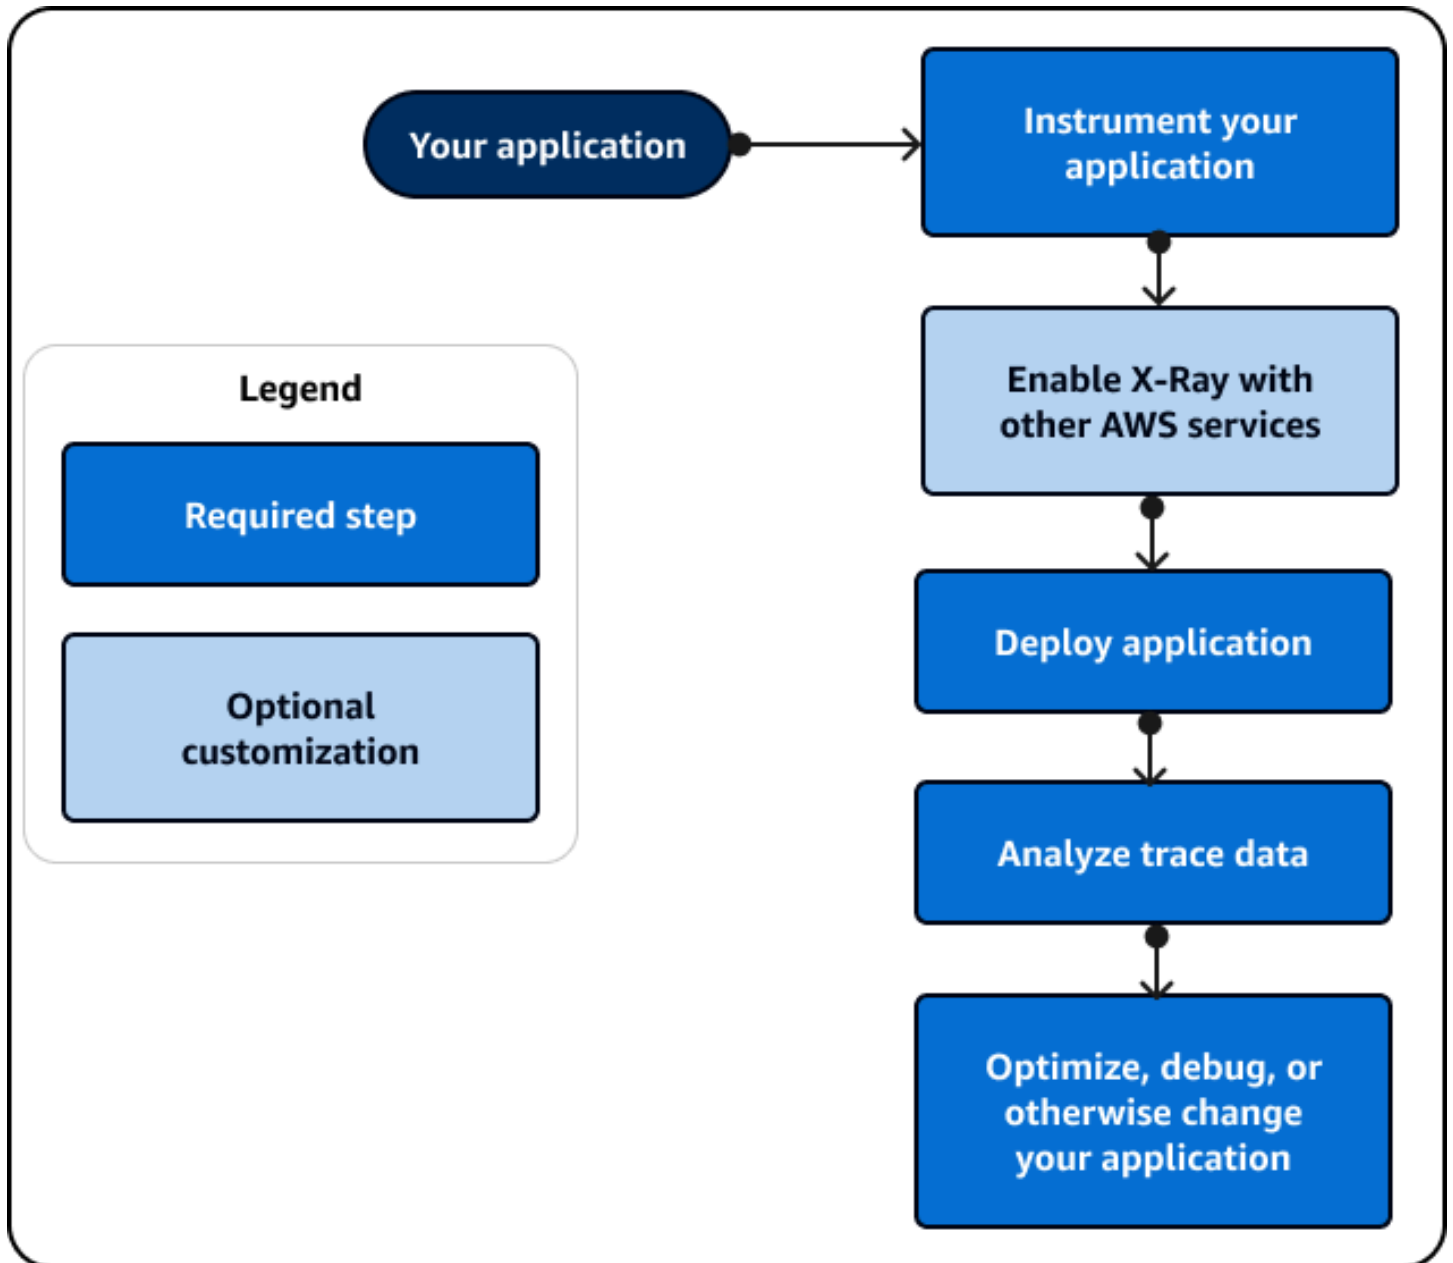 Your application
Instrument your
application
Enable X-Ray with
other AWS services
Legend
Required step
Optional
customization
Deploy application
Analyze trace data
Optimize, debug, or
otherwise change
your application